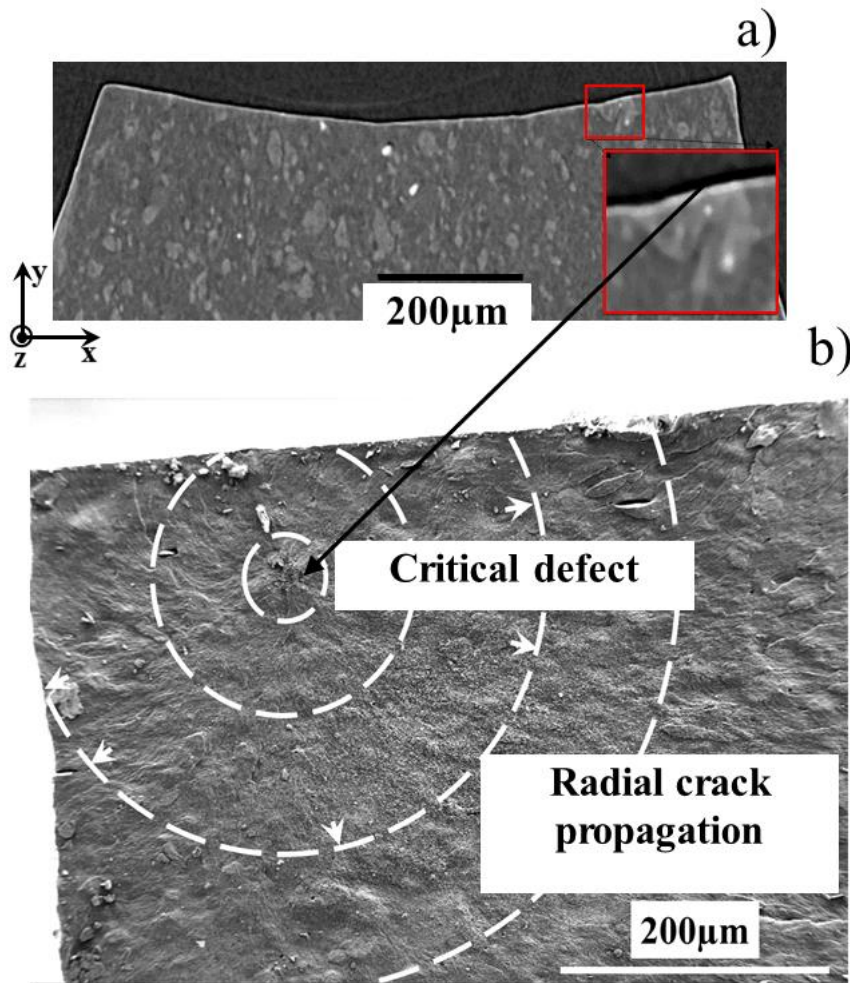 a)
200µm
y
z
x
b)
Critical defect
Radial crack
propagation
200µm